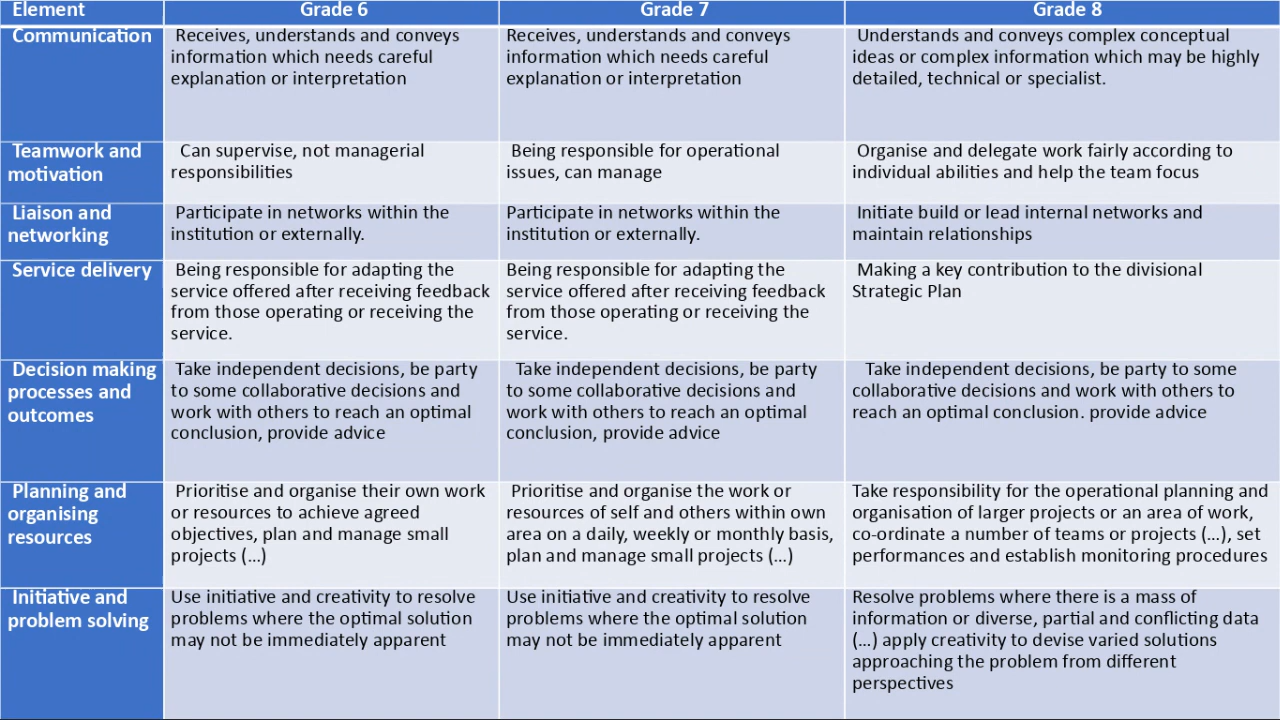 Element
Grade 6
Grade 7
Grade 8
Communication
Receives, understands and conveys
information which needs careful
explanation or interpretation
Receives, understands and conveys
information which needs careful
explanation or interpretation
Understands and conveys complex conceptual
ideas or complex information which may be highly
detailed, technical or specialist.
Teamwork and
motivation
Can supervise, not managerial
responsibilities
Being responsible for operational
issues, can manage
Organise and delegate work fairly according to
individual abilities and help the team focus
Liaison and
networking
Participate in networks within the
institution or externally.
Participate in networks within the
institution or externally.
Initiate build or lead internal networks and
maintain relationships
Service delivery
Being responsible for adapting the
service offered after receiving feedback
from those operating or receiving the
service.
Being responsible for adapting the
service offered after receiving feedback
from those operating or receiving the
service.
Making a key contribution to the divisional
Strategic Plan
Decision making
processes and
outcomes
Take independent decisions, be party
to some collaborative decisions and
work with others to reach an optimal
conclusion, provide advice
Take independent decisions, be party
to some collaborative decisions and
work with others to reach an optimal
conclusion, provide advice
Take independent decisions, be party to some
collaborative decisions and work with others to
reach an optimal conclusion. provide advice
Planning and
organising
resources
Prioritise and organise their own work
or resources to achieve agreed
objectives, plan and manage small
projects (...)
Prioritise and organise the work or
resources of self and others within own
area on a daily, weekly or monthly basis,
plan and manage small projects (...)
Take responsibility for the operational planning and
organisation of larger projects or an area of work,
co-ordinate a number of teams or projects (...), set
performances and establish monitoring procedures
Initiative and
problem solving
Use initiative and creativity to resolve
problems where the optimal solution
may not be immediately apparent
Use initiative and creativity to resolve
problems where the optimal solution
may not be immediately apparent
Resolve problems where there is a mass of
information or diverse, partial and conflicting data
(...) apply creativity to devise varied solutions
approaching the problem from different
perspectives